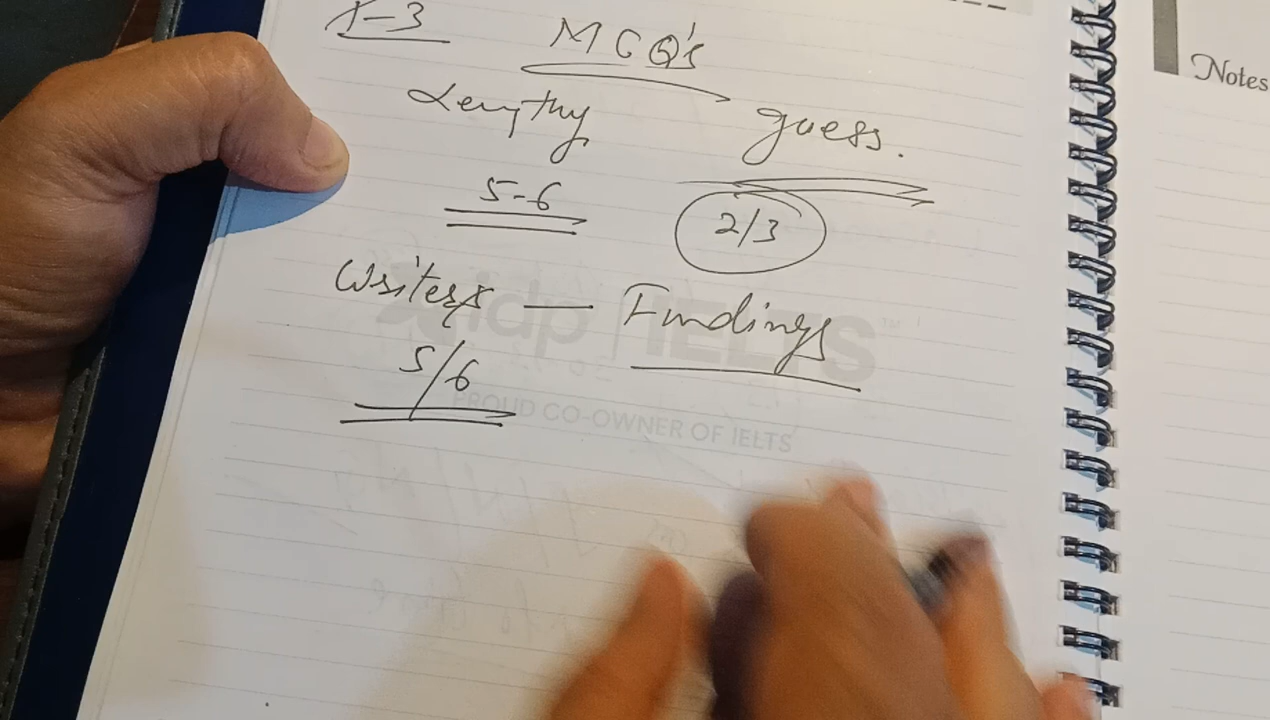 T-3
MCQ's
Lengthy guess.
5-6 2/3
Writers — Findings
5/6
idp IELTS
PROUD CO-OWNER OF IELTS
Notes